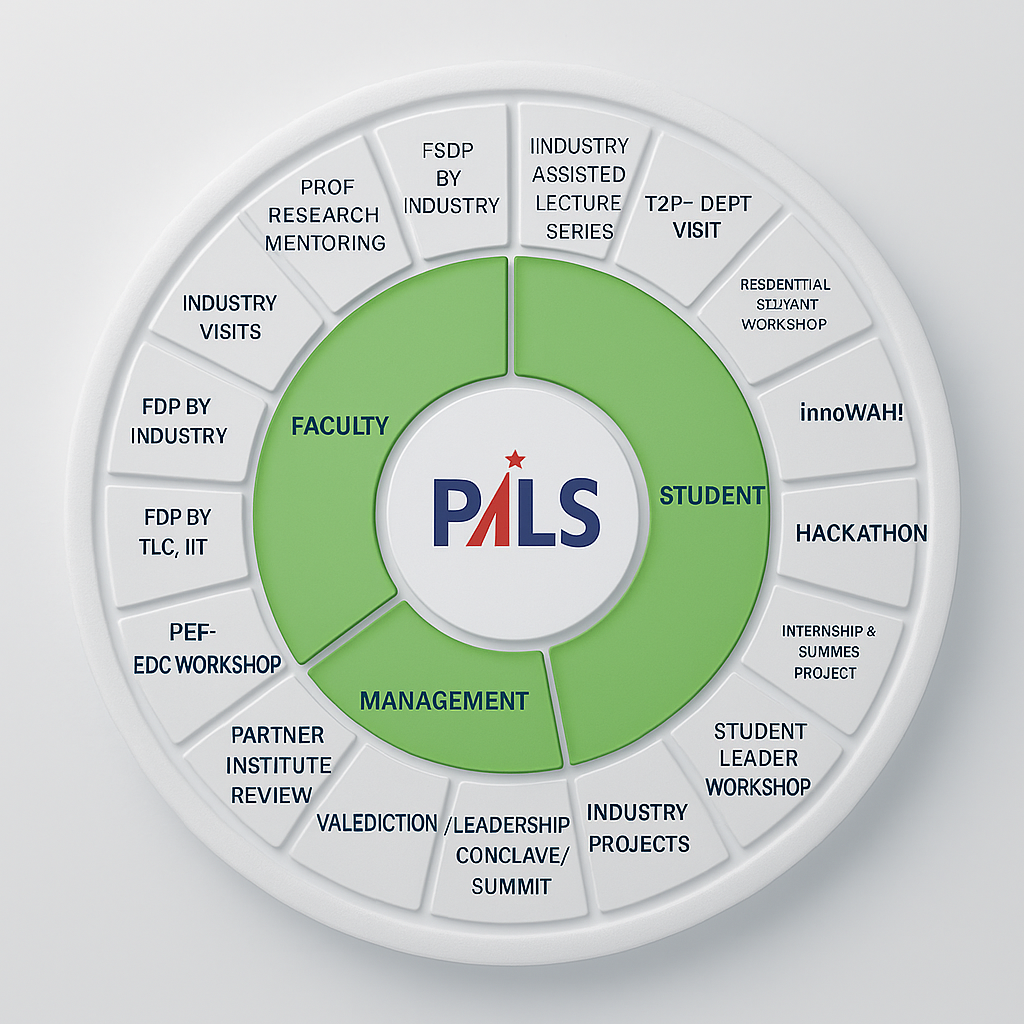 FSDP
BY
INDUSTRY
IINDUSTRY
ASSISTED
LECTURE
SERIES
T2P– DEPT
VISIT
RESDENTTIAL
WORKSHOP
innoWAH!
HACKATHON
INTERNSHIP &
SUMMES
PROJECT
STUDENT
LEADER
WORKSHOP
INDUSTRY
PROJECTS
/LEADERSHIP
CONCLAVE/
SUMMIT
VALEDICTION
PARTNER
INSTITUTE
REVIEW
PEF-
EDC WORKSHOP
FDP BY
TLC, IIT
FDP BY
INDUSTRY
INDUSTRY
VISITS
PROF
RESEARCH
MENTORING
FACULTY
STUDENT
MANAGEMENT
PALS